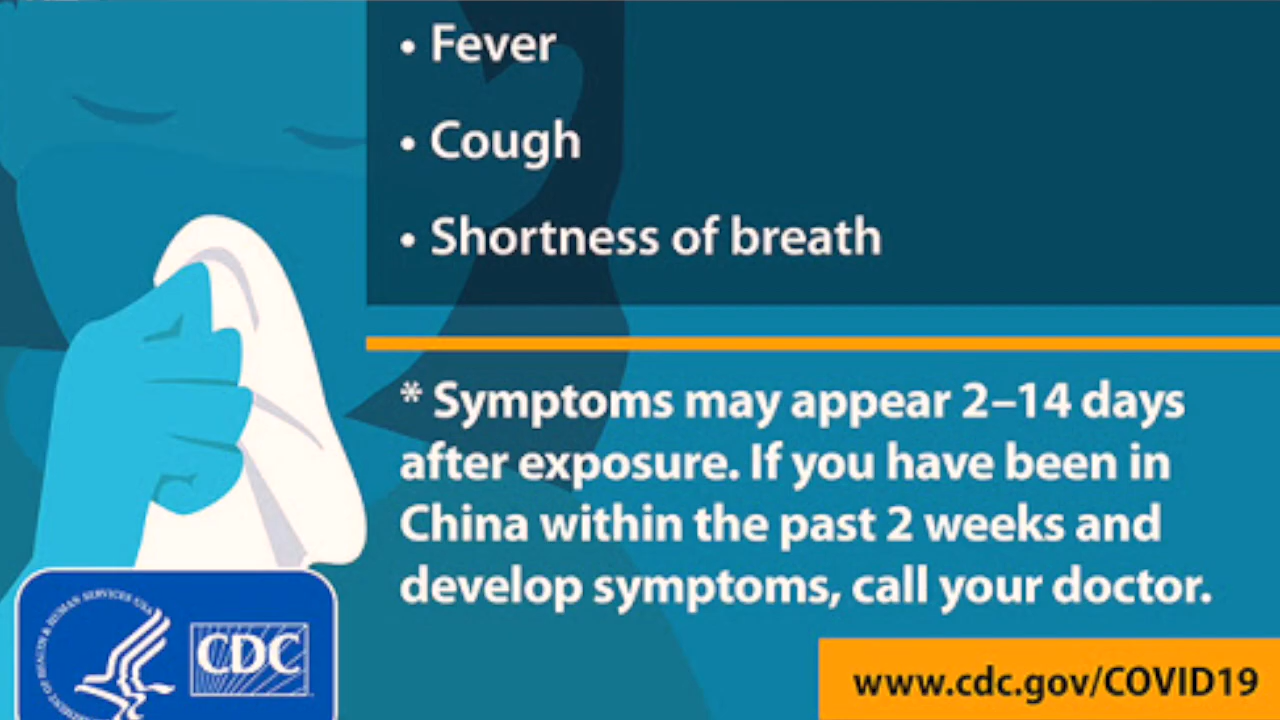 • Fever
• Cough
• Shortness of breath
* Symptoms may appear 2–14 days
after exposure. If you have been in
China within the past 2 weeks and
develop symptoms, call your doctor.
CDC
www.cdc.gov/COVID19